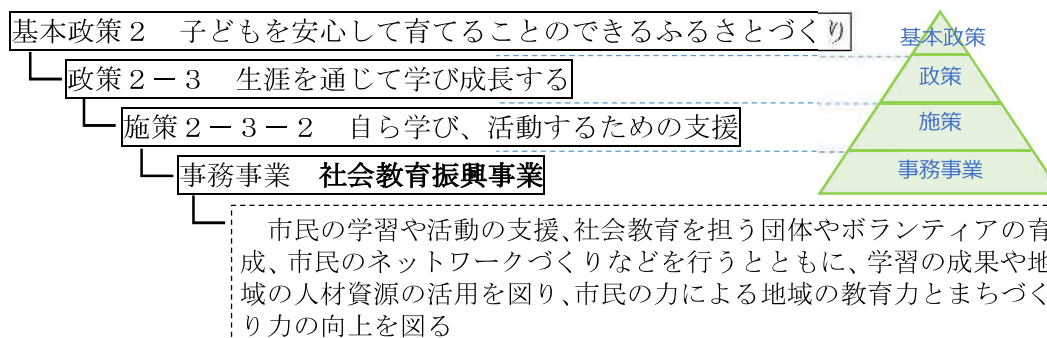 基本政策２　子どもを安心して育てることのできるふるさとづくり
政策２－３　生涯を通じて学び成長する
施策２－３－２　自ら学び、活動するための支援
事務事業　社会教育振興事業
市民の学習や活動の支援、社会教育を担う団体やボランティアの育
成、市民のネットワークづくりなどを行うとともに、学習の成果や地
域の人材資源の活用を図り、市民の力による地域の教育力とまちづく
り力の向上を図る
基本政策
政策
施策
事務事業